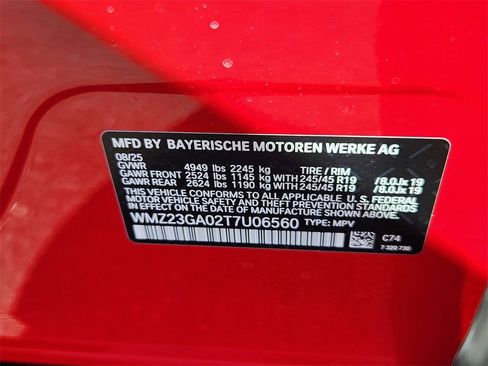 MFD BY BAYERISCHE MOTOREN WERKE AG
08/25
GVWR 4949 lbs 2245 kg TIRE / RIM
GAWR FRONT 2524 lbs 1145 kg WITH 245/45 R19 / 8.0Jx19
GAWR REAR 2624 lbs 1190 kg WITH 245/45 R19 / 8.0Jx19
THIS VEHICLE CONFORMS TO ALL APPLICABLE U. S. FEDERAL
MOTOR VEHICLE SAFETY, BUMPER, AND THEFT PREVENTION STANDARDS
IN EFFECT ON THE DATE OF MANUFACTURE SHOWN ABOVE.
WMZ23GA02T7U06560 TYPE: MPV
C74
7 320 730